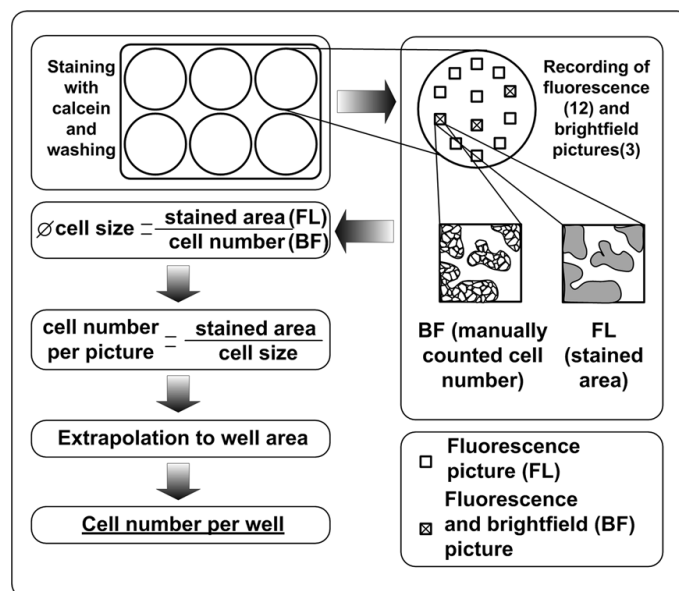 Staining
with
calcein
and
washing
Recording of
fluorescence
(12) and
brightfield
pictures(3)
∅ cell size = stained area (FL)
cell number (BF)
cell number
per picture = stained area
cell size
Extrapolation to well area
Cell number per well
BF (manually
counted cell
number)
FL
(stained
area)
Fluorescence
picture (FL)
Fluorescence
and brightfield (BF)
picture